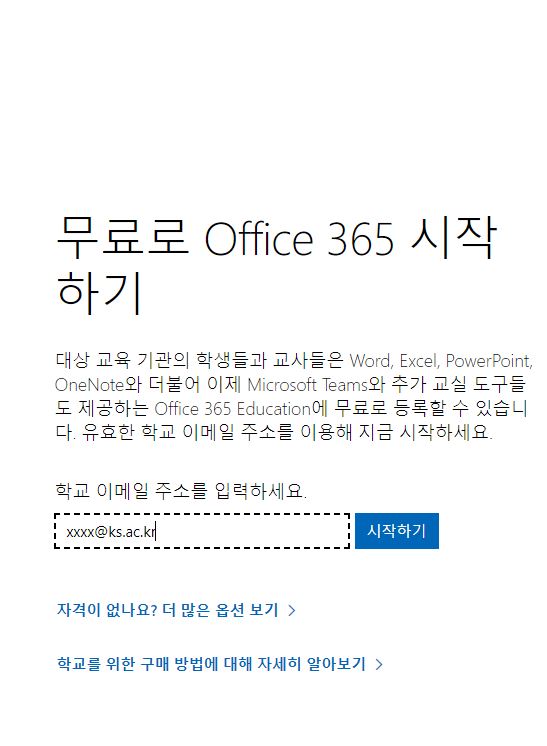 무료로 Office 365 시작
하기
대상 교육 기관의 학생들과 교사들은 Word, Excel, PowerPoint,
OneNote와 더불어 이제 Microsoft Teams와 추가 교실 도구들
도 제공하는 Office 365 Education에 무료로 등록할 수 있습니
다. 유효한 학교 이메일 주소를 이용해 지금 시작하세요.
학교 이메일 주소를 입력하세요.
xxxx@ks.ac.kr 시작하기
자격이 없나요? 더 많은 옵션 보기
학교를 위한 구매 방법에 대해 자세히 알아보기